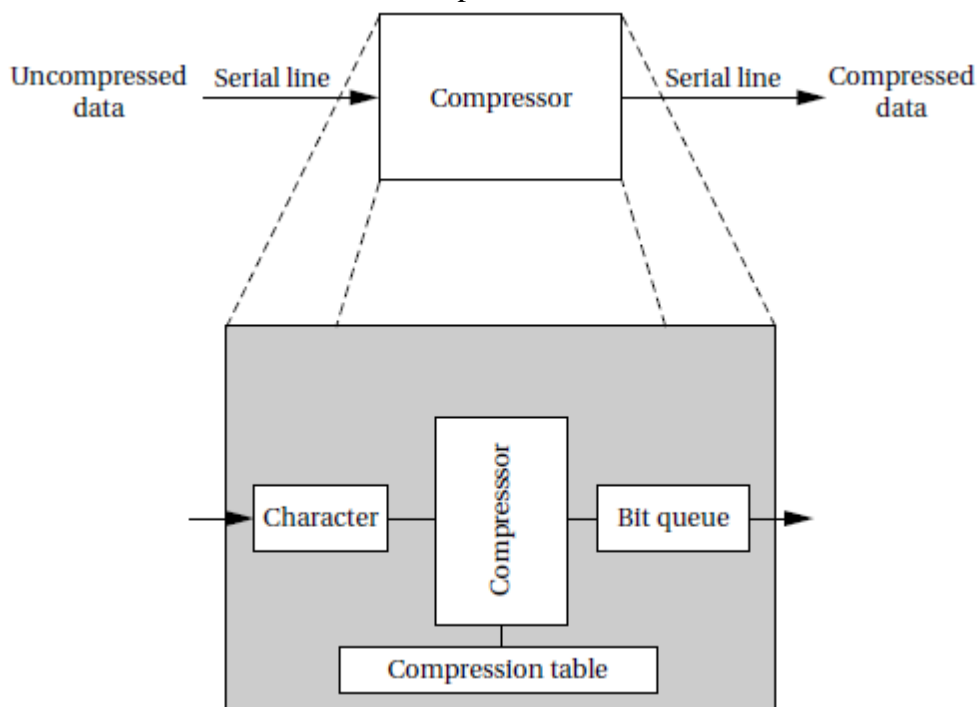 Uncompressed
data
Serial line
Compressor
Serial line
Compressed
data
Character
Compresssor
Bit queue
Compression table